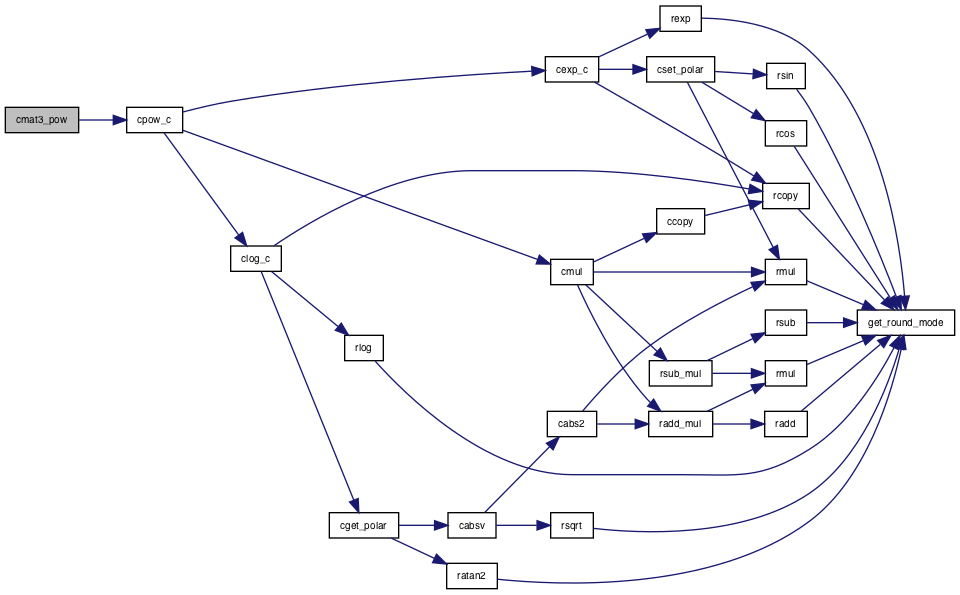 rexp
cexp_c
cset_polar
rsin
cmat3_pow
cpow_c
rcos
rcopy
ccopy
clog_c
cmul
rmul
rsub
get_round_mode
rlog
rsub_mul
rmul
cabs2
radd_mul
radd
cget_polar
cabsv
rsqrt
ratan2